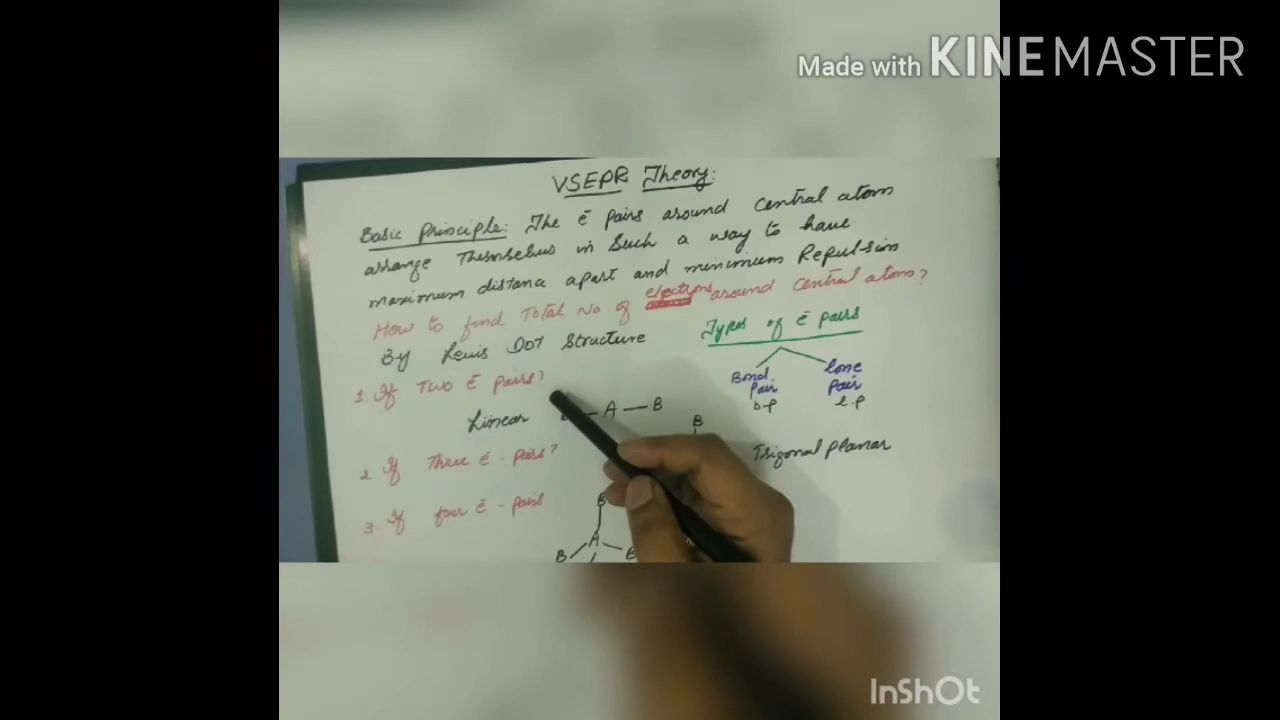 Made with KINEMASTER
VSEPR Theory:
Basic Principle: The ē pairs around central atom
arrange Themselves in Such a way to have
maximum distance apart and minimum Repulsion
How to find Total No of electrons around central atom?
By Lewis DOT Structure
Types of ē pairs
Bond Pair b.p
lone Pair l.p
1. If Two ē pairs?
Linear
— A — B
2. If Three ē - pairs?
B
Trigonal planar
3. If four ē - pairs
B
A
B B
InShOt